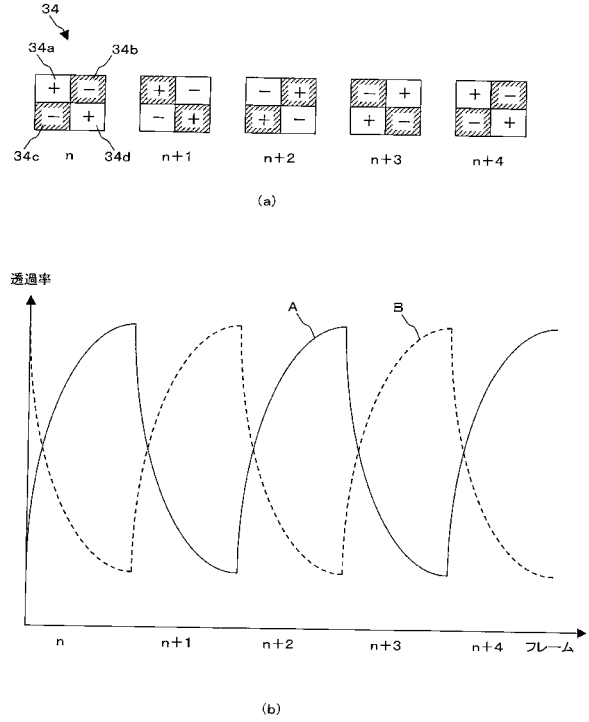 34
34a
34b
+ − + − − + − + + −
− + − + + − + − − +
34c
n
34d
n+1
n+2
n+3
n+4
(a)
透過率
A
B
n
n+1
n+2
n+3
n+4
フレーム
(b)